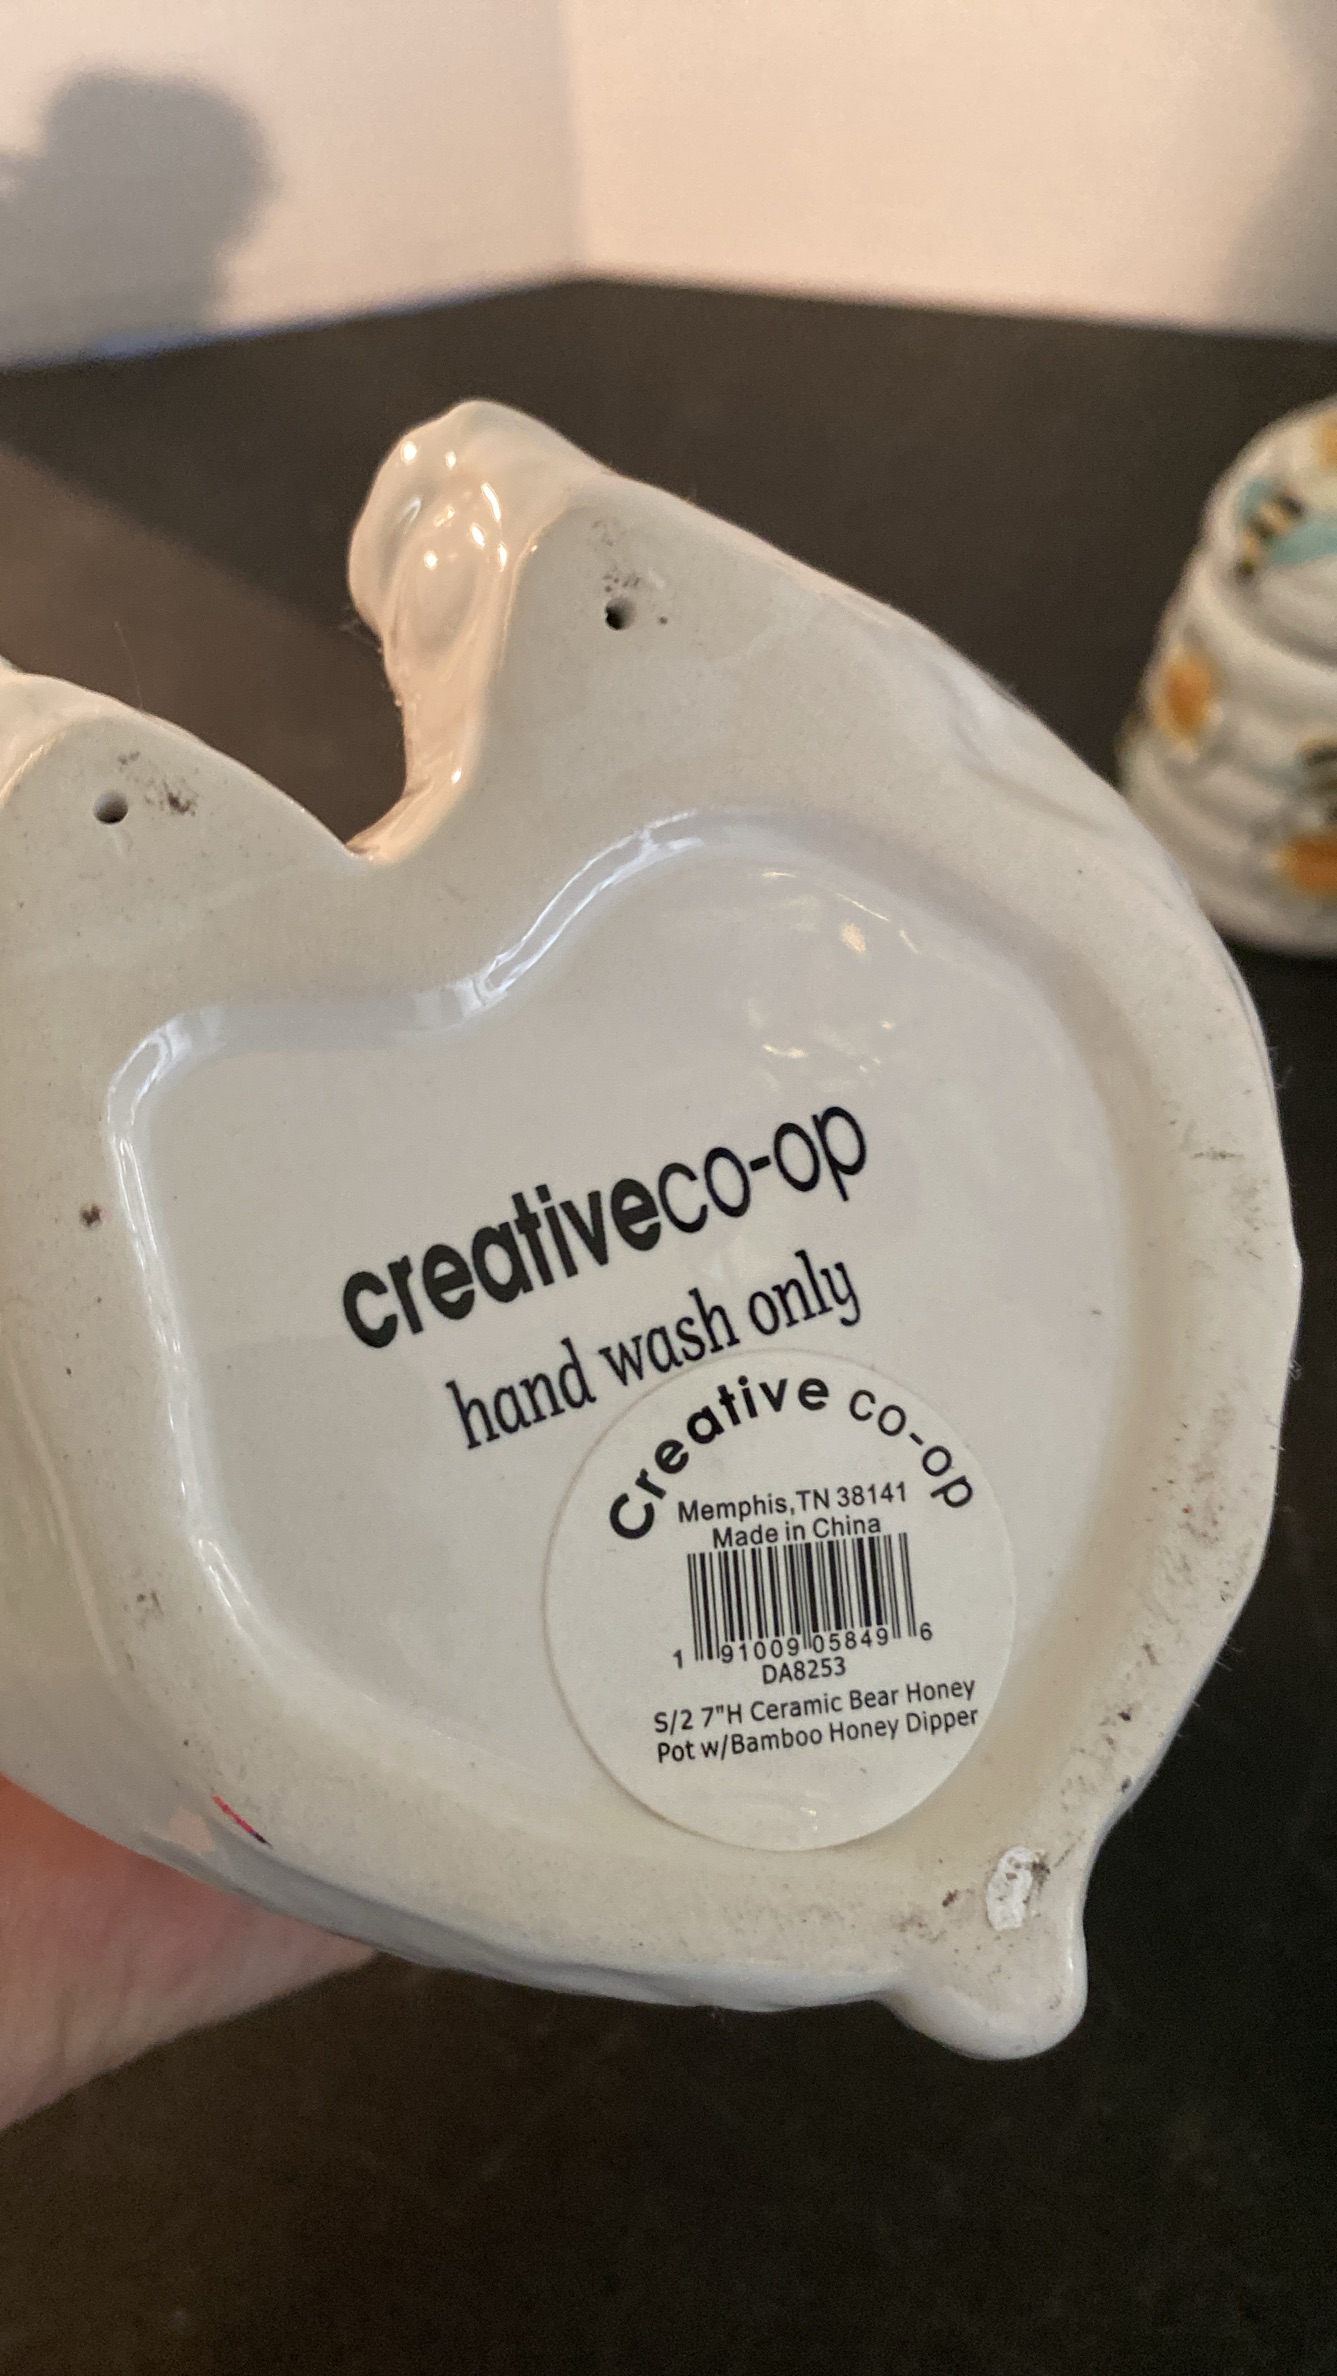 creativeco-op
hand wash only
Creative co-op
Memphis,TN 38141
Made in China
1 91009 05849 6
DA8253
S/2 7"H Ceramic Bear Honey
Pot w/Bamboo Honey Dipper